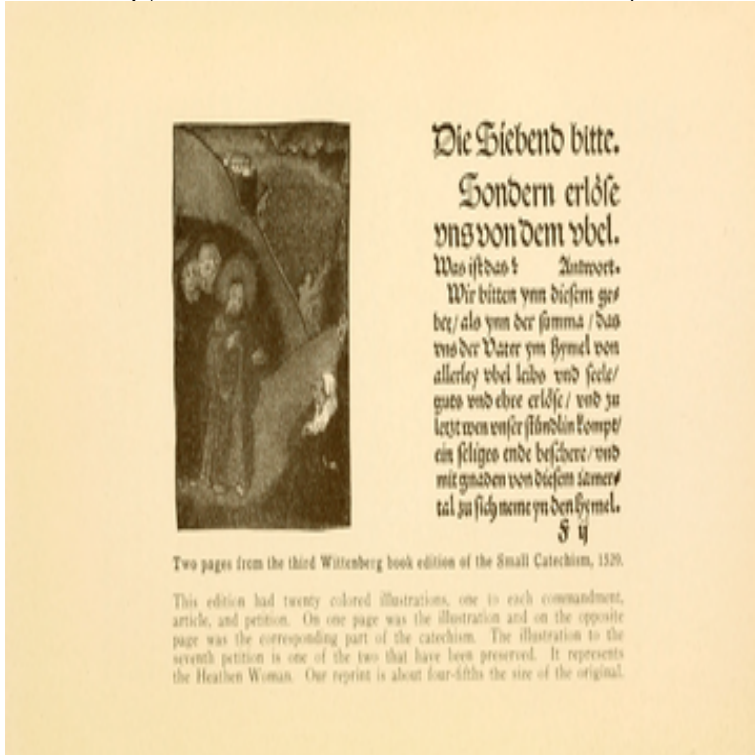 Die Siebend bitte.
Sondern erlöse
vns von dem vbel.
Was ist das? Antwort.
Wir bitten ynn diesem ge⸗
bet/ als ynn der summa / das
vns der Vater ym hymel von
allerley vbel leibs vnd seele/
guts vnd ehre erlöse/ vnd zu
letzt wen vnser stündlin kompt/
ein seliges ende beschere/ vnd
mit gnaden von diesem iamer⸗
tal zu sich neme yn den hymel.
F ij
Two pages from the third Wittenberg book edition of the Small Catechism, 1529.
This edition had twenty colored illustrations, one to each commandment,
article, and petition. On one page was the illustration and on the opposite
page was the corresponding part of the catechism. The illustration to the
seventh petition is one of the two that have been preserved. It represents
the Heathen Woman. Our reprint is about four-fifths the size of the original.